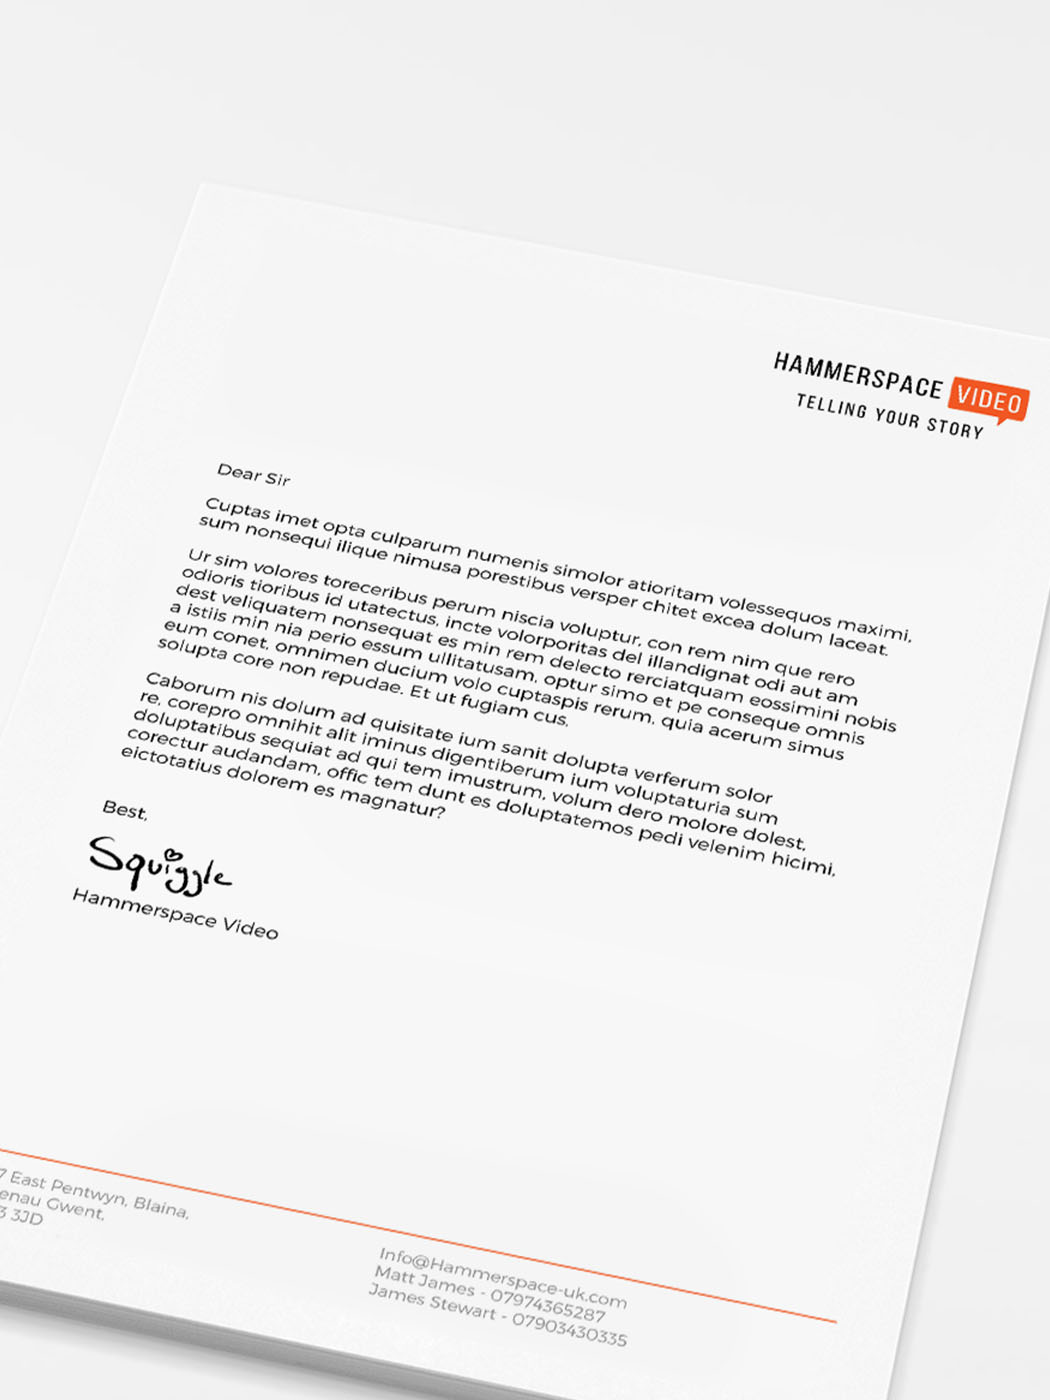 HAMMERSPACE VIDEO
TELLING YOUR STORY
Dear Sir
Cuptas imet opta culparum numenis simolor atioritam volessequos maximi,
sum nonsequi ilique nimusa porestibus versper chitet excea dolum laceat.
Ur sim volores toreceribus perum niscia voluptur, con rem nim que rero
odioris tioribus id utatectus, incte volorporitas del illandignat odi aut am
dest veliquatem nonsequat es min rem delecto rerciatquam eossimini nobis
a istiis min nia perio essum ullitatusam, optur simo et pe conseque omnis
eum conet, omnimen ducium volo cuptaspis rerum, quia acerum simus
solupta core non repudae. Et ut fugiam cus,
Caborum nis dolum ad quisitate ium sanit dolupta verferum solor
re, corepro omnihit alit iminus digentiberum ium voluptaturia sum
doluptatibus sequiat ad qui tem imustrum, volum dero molore dolest,
corectur audandam, offic tem dunt es doluptatemos pedi velenim hicimi,
eictotatius dolorem es magnatur?
Best,
Squiggle
Hammerspace Video
7 East Pentwyn, Blaina,
enau Gwent,
3 3JD
Info@Hammerspace-uk.com
Matt James - 07974365287
James Stewart - 07903430335